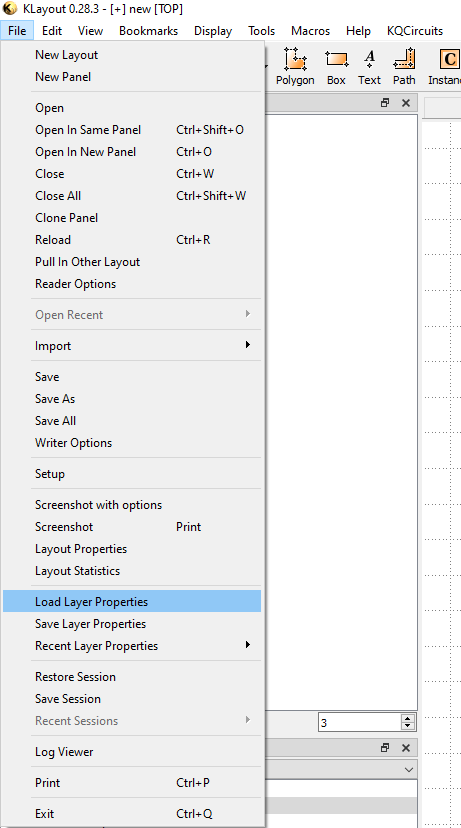 KLayout 0.28.3 - [+] new [TOP]
File Edit View Bookmarks Display Tools Macros Help KQCircuits
New Layout
New Panel
Polygon Box Text Path
Open
Open In Same Panel Ctrl+Shift+O
Open In New Panel Ctrl+O
Close Ctrl+W
Close All Ctrl+Shift+W
Clone Panel
Reload Ctrl+R
Pull In Other Layout
Reader Options
Open Recent
Import
Save
Save As
Save All
Writer Options
Setup
Screenshot with options
Screenshot Print
Layout Properties
Layout Statistics
Load Layer Properties
Save Layer Properties
Recent Layer Properties
Restore Session
Save Session
Recent Sessions
3
Log Viewer
Print Ctrl+P
Exit Ctrl+Q